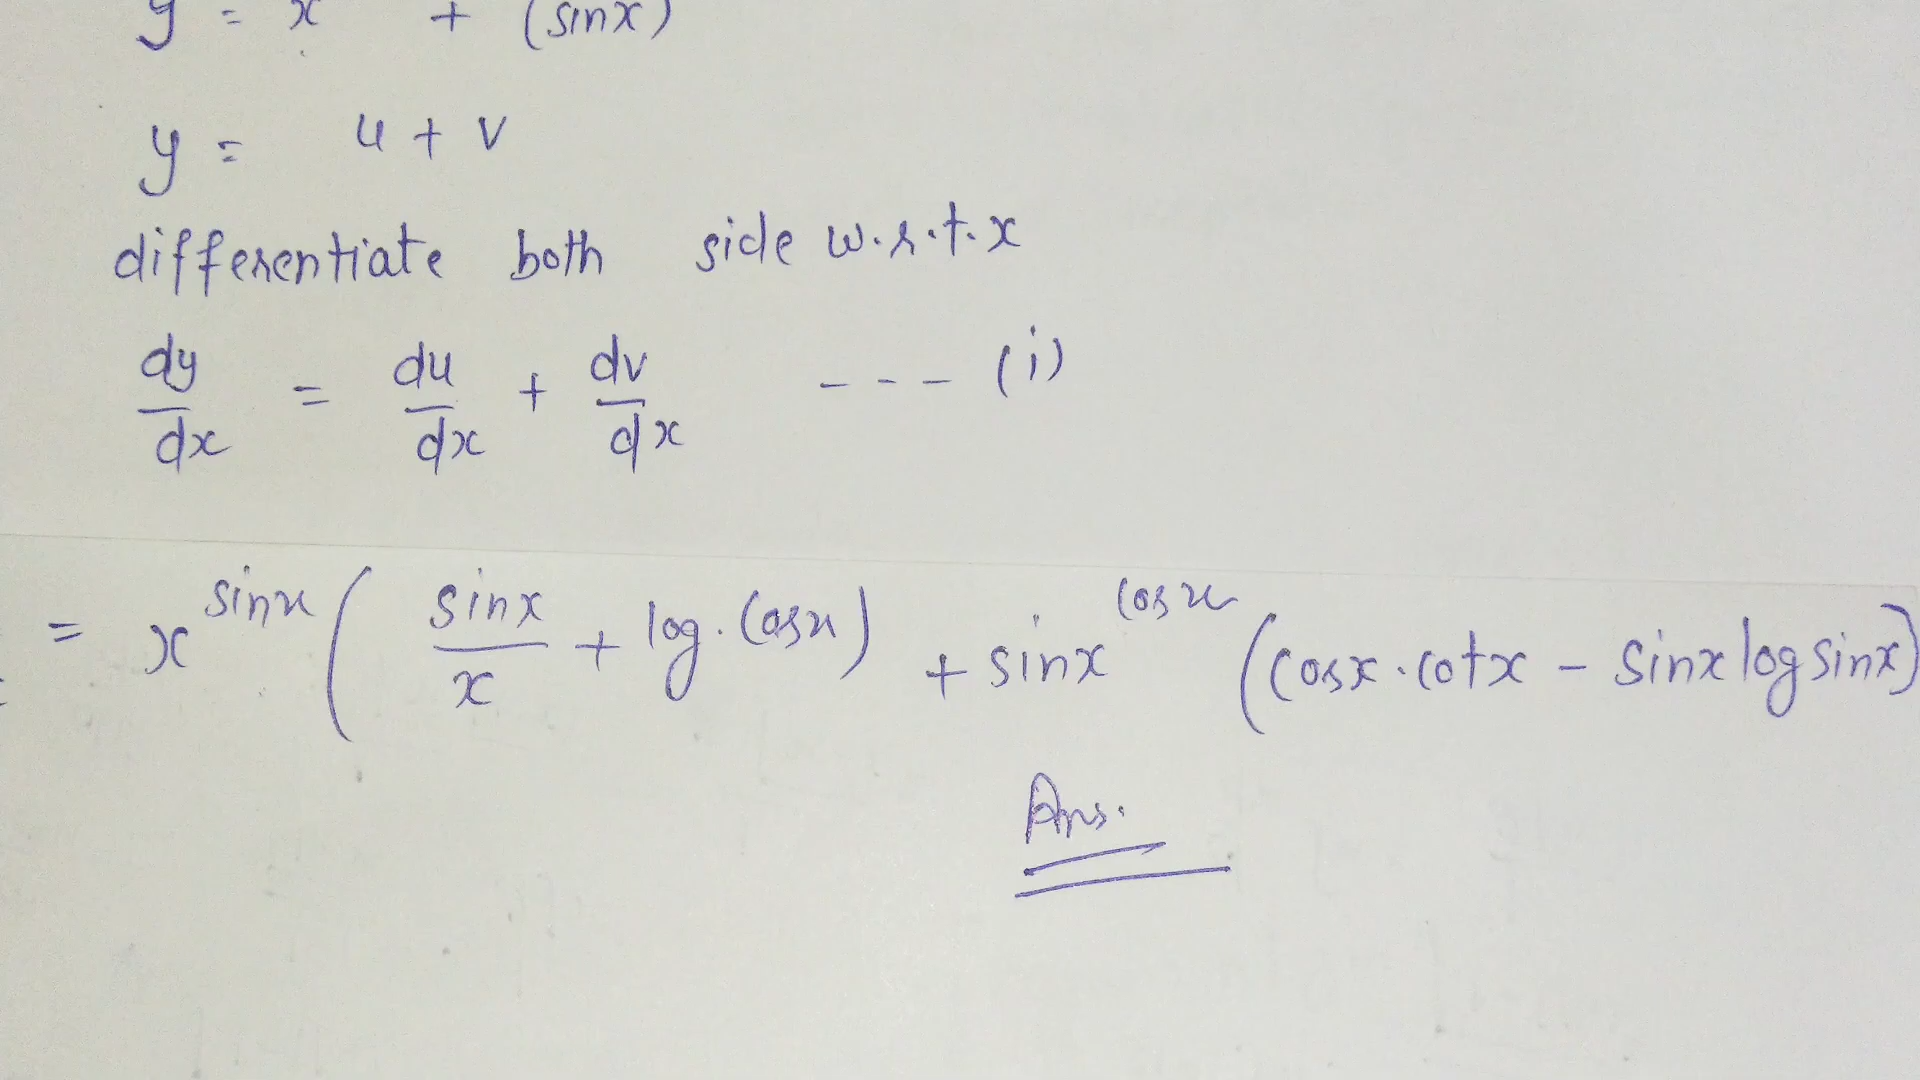 y = x + (sinx)
y = u + v
differentiate both side w.r.t.x
dy/dx = du/dx + dv/dx --- (i)
= x^sinx ( sinx/x + log.cosx) + sinx^cosx (cosx.cotx - sinx logsinx)
Ans.